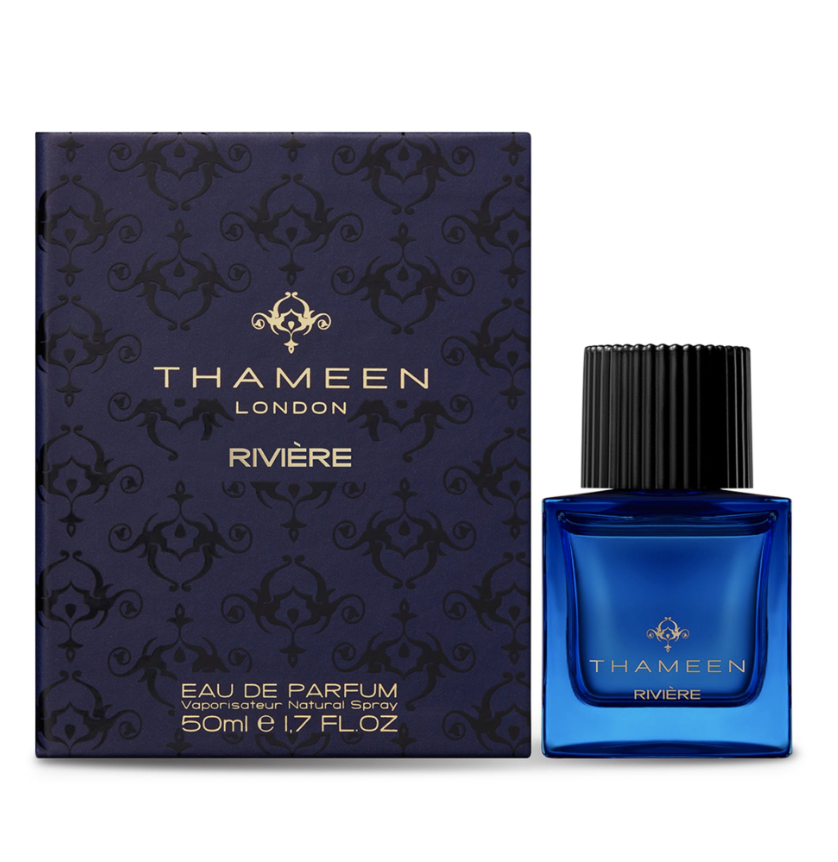 THAMEEN
LONDON
RIVIÈRE
EAU DE PARFUM
Vaporisateur Natural Spray
50ml e 1,7 FL.OZ
THAMEEN
RIVIÈRE